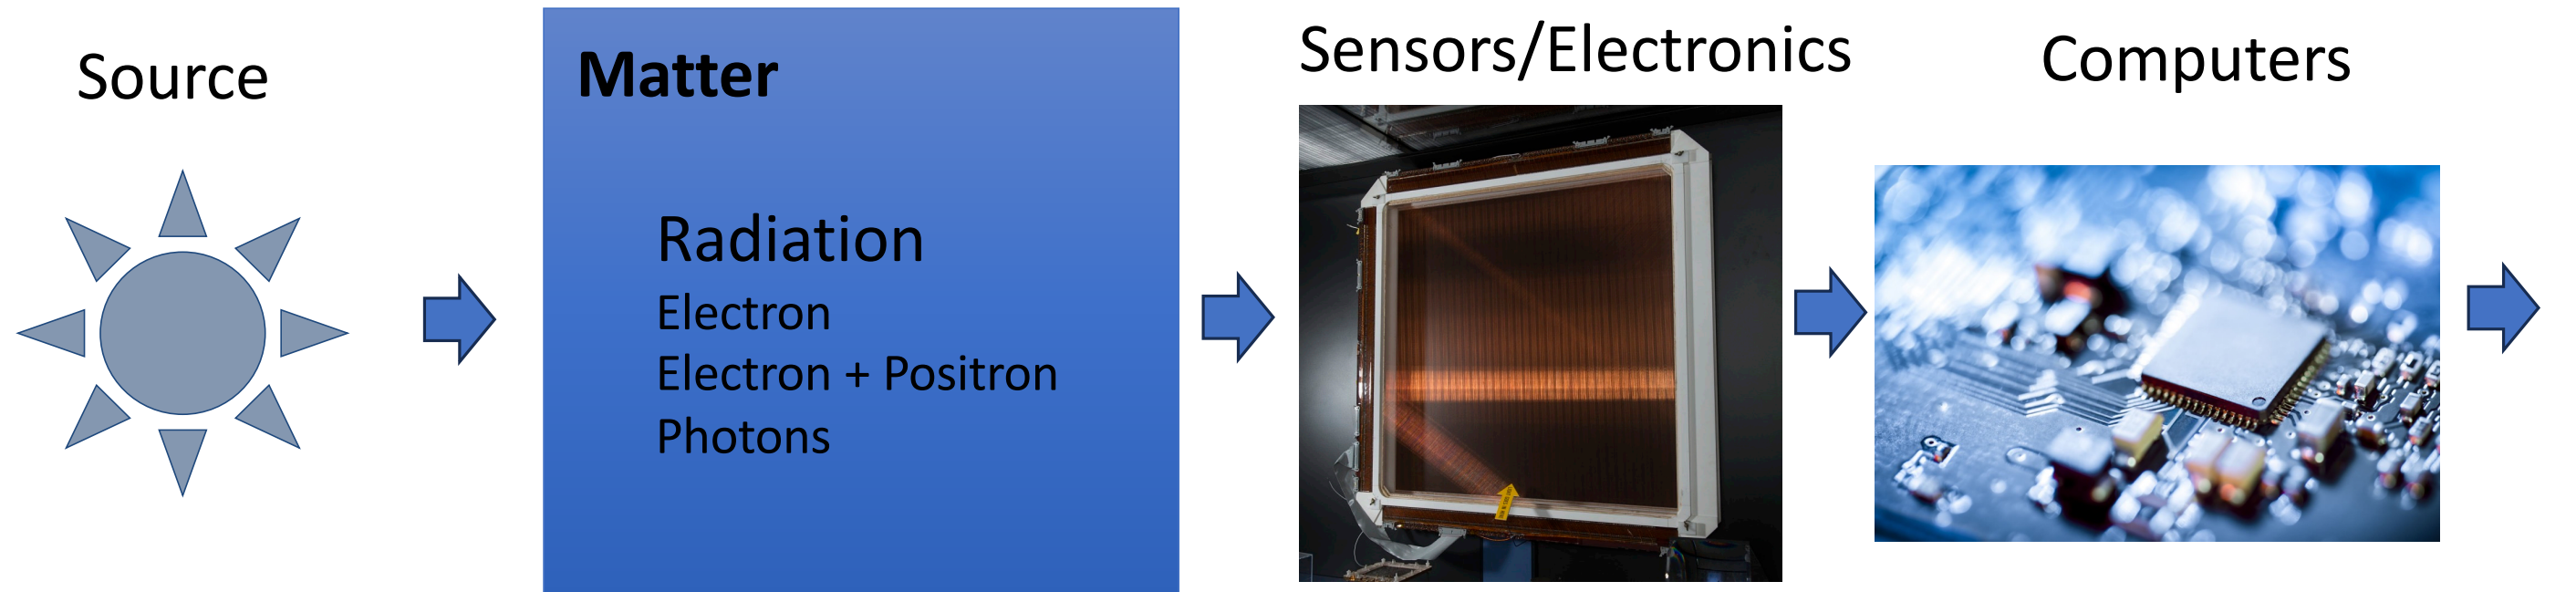 Source
Matter
Radiation
Electron
Electron + Positron
Photons
Sensors/Electronics
Computers